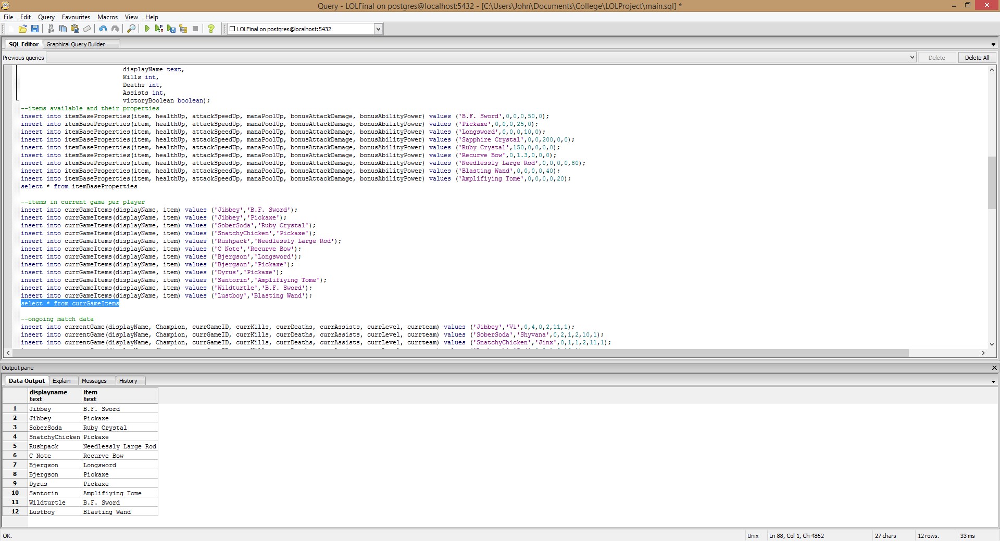 Query - LOLFinal on postgres@localhost:5432 - [C:\Users\John\Documents\College\LOLProject\main.sql] *
File Edit Query Favourites Macros View Help
LOLFinal on postgres@localhost:5432
SQL Editor Graphical Query Builder
Previous queries Delete Delete All
displayName text,
Kills int,
Deaths int,
Assists int,
victoryBoolean boolean);
--items available and their properties
insert into itemBaseProperties(item, healthUp, attackSpeedUp, manaPoolUp, bonusAttackDamage, bonusAbilityPower) values ('B.F. Sword',0,0,0,50,0);
insert into itemBaseProperties(item, healthUp, attackSpeedUp, manaPoolUp, bonusAttackDamage, bonusAbilityPower) values ('Pickaxe',0,0,0,25,0);
insert into itemBaseProperties(item, healthUp, attackSpeedUp, manaPoolUp, bonusAttackDamage, bonusAbilityPower) values ('Longsword',0,0,0,10,0);
insert into itemBaseProperties(item, healthUp, attackSpeedUp, manaPoolUp, bonusAttackDamage, bonusAbilityPower) values ('Sapphire Crystal',0,0,200,0,0);
insert into itemBaseProperties(item, healthUp, attackSpeedUp, manaPoolUp, bonusAttackDamage, bonusAbilityPower) values ('Ruby Crystal',150,0,0,0,0);
insert into itemBaseProperties(item, healthUp, attackSpeedUp, manaPoolUp, bonusAttackDamage, bonusAbilityPower) values ('Recurve Bow',0,1.3,0,0,0);
insert into itemBaseProperties(item, healthUp, attackSpeedUp, manaPoolUp, bonusAttackDamage, bonusAbilityPower) values ('Needlessly Large Rod',0,0,0,0,80);
insert into itemBaseProperties(item, healthUp, attackSpeedUp, manaPoolUp, bonusAttackDamage, bonusAbilityPower) values ('Blasting Wand',0,0,0,0,40);
insert into itemBaseProperties(item, healthUp, attackSpeedUp, manaPoolUp, bonusAttackDamage, bonusAbilityPower) values ('Amplifiying Tome',0,0,0,0,20);
select * from itemBaseProperties
--items in current game per player
insert into currGameItems(displayName, item) values ('Jibbey','B.F. Sword');
insert into currGameItems(displayName, item) values ('Jibbey','Pickaxe');
insert into currGameItems(displayName, item) values ('SoberSoda','Ruby Crystal');
insert into currGameItems(displayName, item) values ('SnatchyChicken','Pickaxe');
insert into currGameItems(displayName, item) values ('Rushpack','Needlessly Large Rod');
insert into currGameItems(displayName, item) values ('C Note','Recurve Bow');
insert into currGameItems(displayName, item) values ('Bjergson','Longsword');
insert into currGameItems(displayName, item) values ('Bjergson','Pickaxe');
insert into currGameItems(displayName, item) values ('Dyrus','Pickaxe');
insert into currGameItems(displayName, item) values ('Santorin','Amplifiying Tome');
insert into currGameItems(displayName, item) values ('Wildturtle','B.F. Sword');
insert into currGameItems(displayName, item) values ('Lustboy','Blasting Wand');
select * from currGameItems
--ongoing match data
insert into currentGame(displayName, Champion, currGameID, currKills, currDeaths, currAssists, currLevel, currteam) values ('Jibbey','Vi',0,4,0,2,11,1);
insert into currentGame(displayName, Champion, currGameID, currKills, currDeaths, currAssists, currLevel, currteam) values ('SoberSoda','Shyvana',0,2,1,2,10,1);
insert into currentGame(displayName, Champion, currGameID, currKills, currDeaths, currAssists, currLevel, currteam) values ('SnatchyChicken','Jinx',0,1,1,2,11,1);
Output pane
Data Output Explain Messages History
displayname item
text text
1 Jibbey B.F. Sword
2 Jibbey Pickaxe
3 SoberSoda Ruby Crystal
4 SnatchyChicken Pickaxe
5 Rushpack Needlessly Large Rod
6 C Note Recurve Bow
7 Bjergson Longsword
8 Bjergson Pickaxe
9 Dyrus Pickaxe
10 Santorin Amplifiying Tome
11 Wildturtle B.F. Sword
12 Lustboy Blasting Wand
OK. Unix Ln 88, Col 1, Ch 4862 27 chars 12 rows. 33 ms